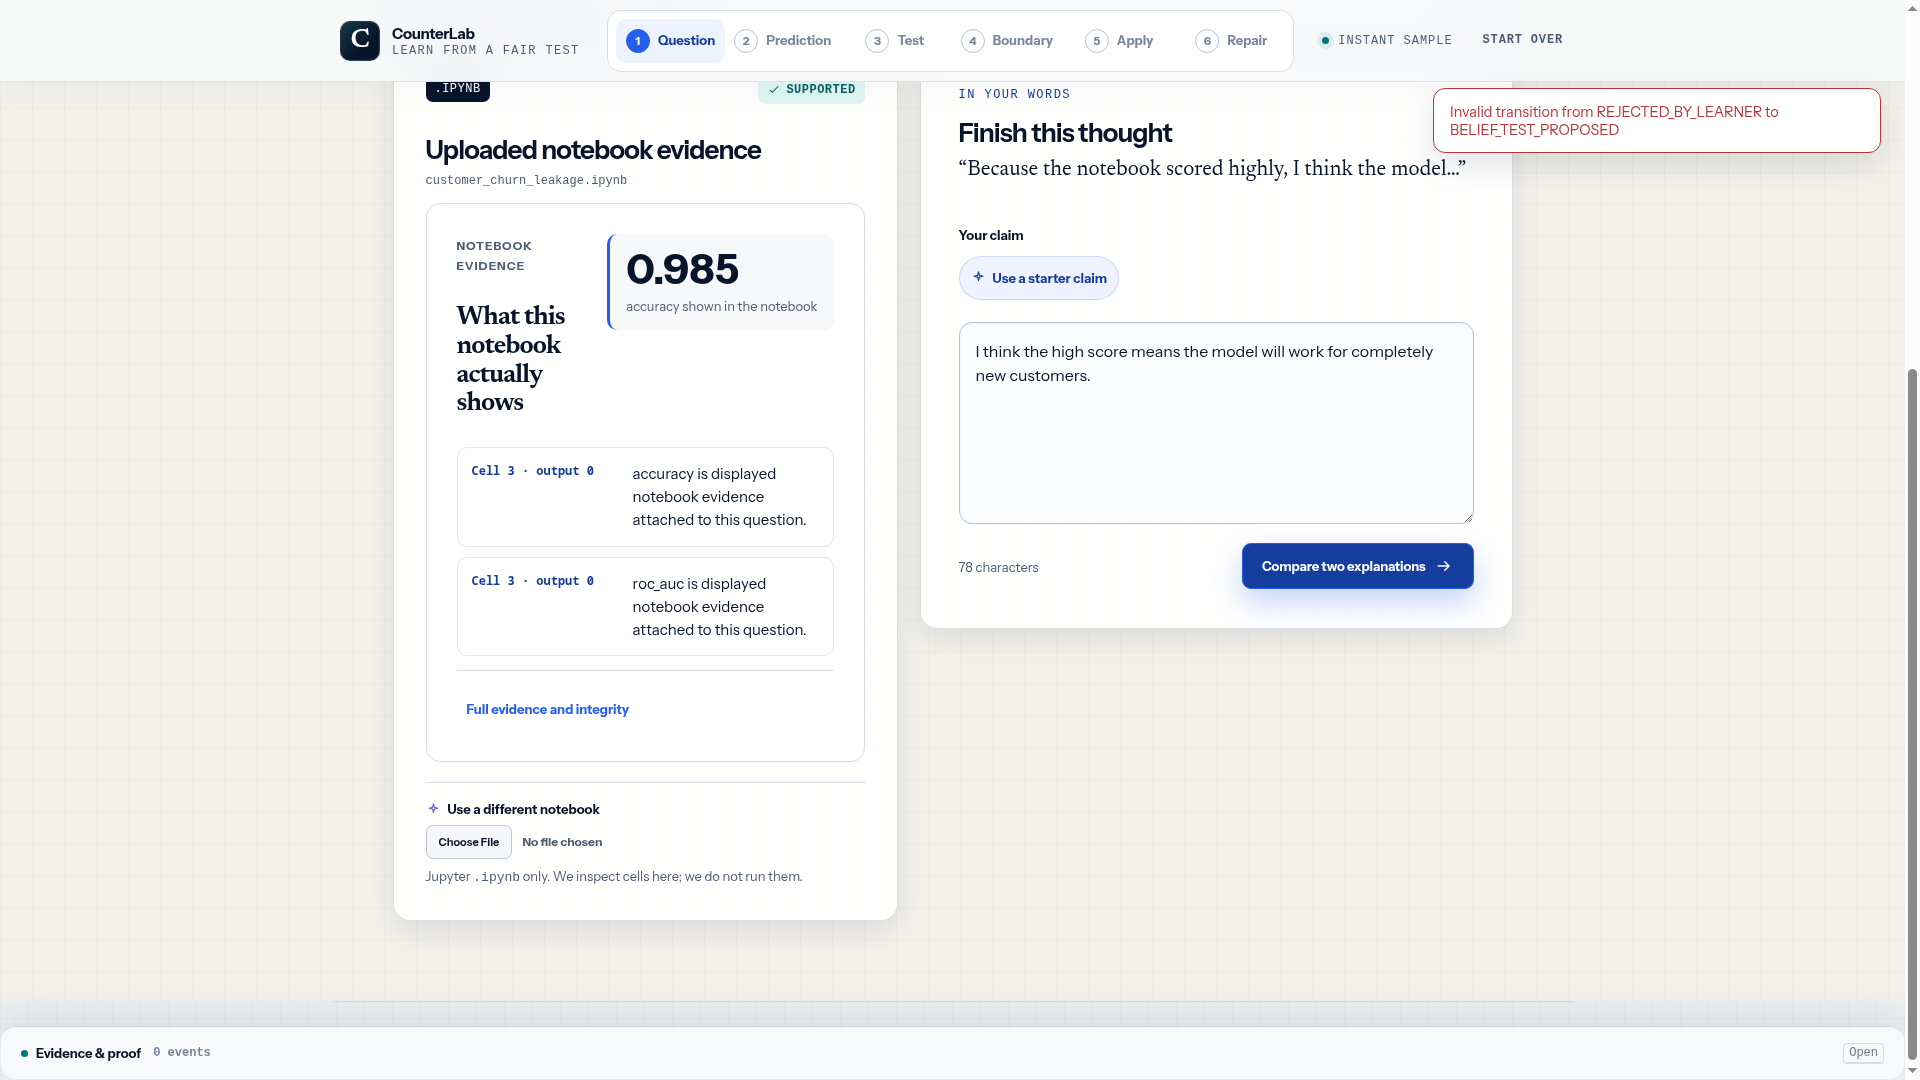 C
CounterLab
LEARN FROM A FAIR TEST
1 Question
2 Prediction
3 Test
4 Boundary
5 Apply
6 Repair
INSTANT SAMPLE
START OVER
.IPYNB
SUPPORTED
Uploaded notebook evidence
customer_churn_leakage.ipynb
NOTEBOOK
EVIDENCE
What this
notebook
actually
shows
0.985
accuracy shown in the notebook
Cell 3 · output 0
accuracy is displayed
notebook evidence
attached to this question.
Cell 3 · output 0
roc_auc is displayed
notebook evidence
attached to this question.
Full evidence and integrity
Use a different notebook
Choose File No file chosen
Jupyter .ipynb only. We inspect cells here; we do not run them.
IN YOUR WORDS
Finish this thought
“Because the notebook scored highly, I think the model…”
Your claim
Use a starter claim
I think the high score means the model will work for completely
new customers.
78 characters
Compare two explanations
Invalid transition from REJECTED_BY_LEARNER to
BELIEF_TEST_PROPOSED
Evidence & proof 0 events
Open